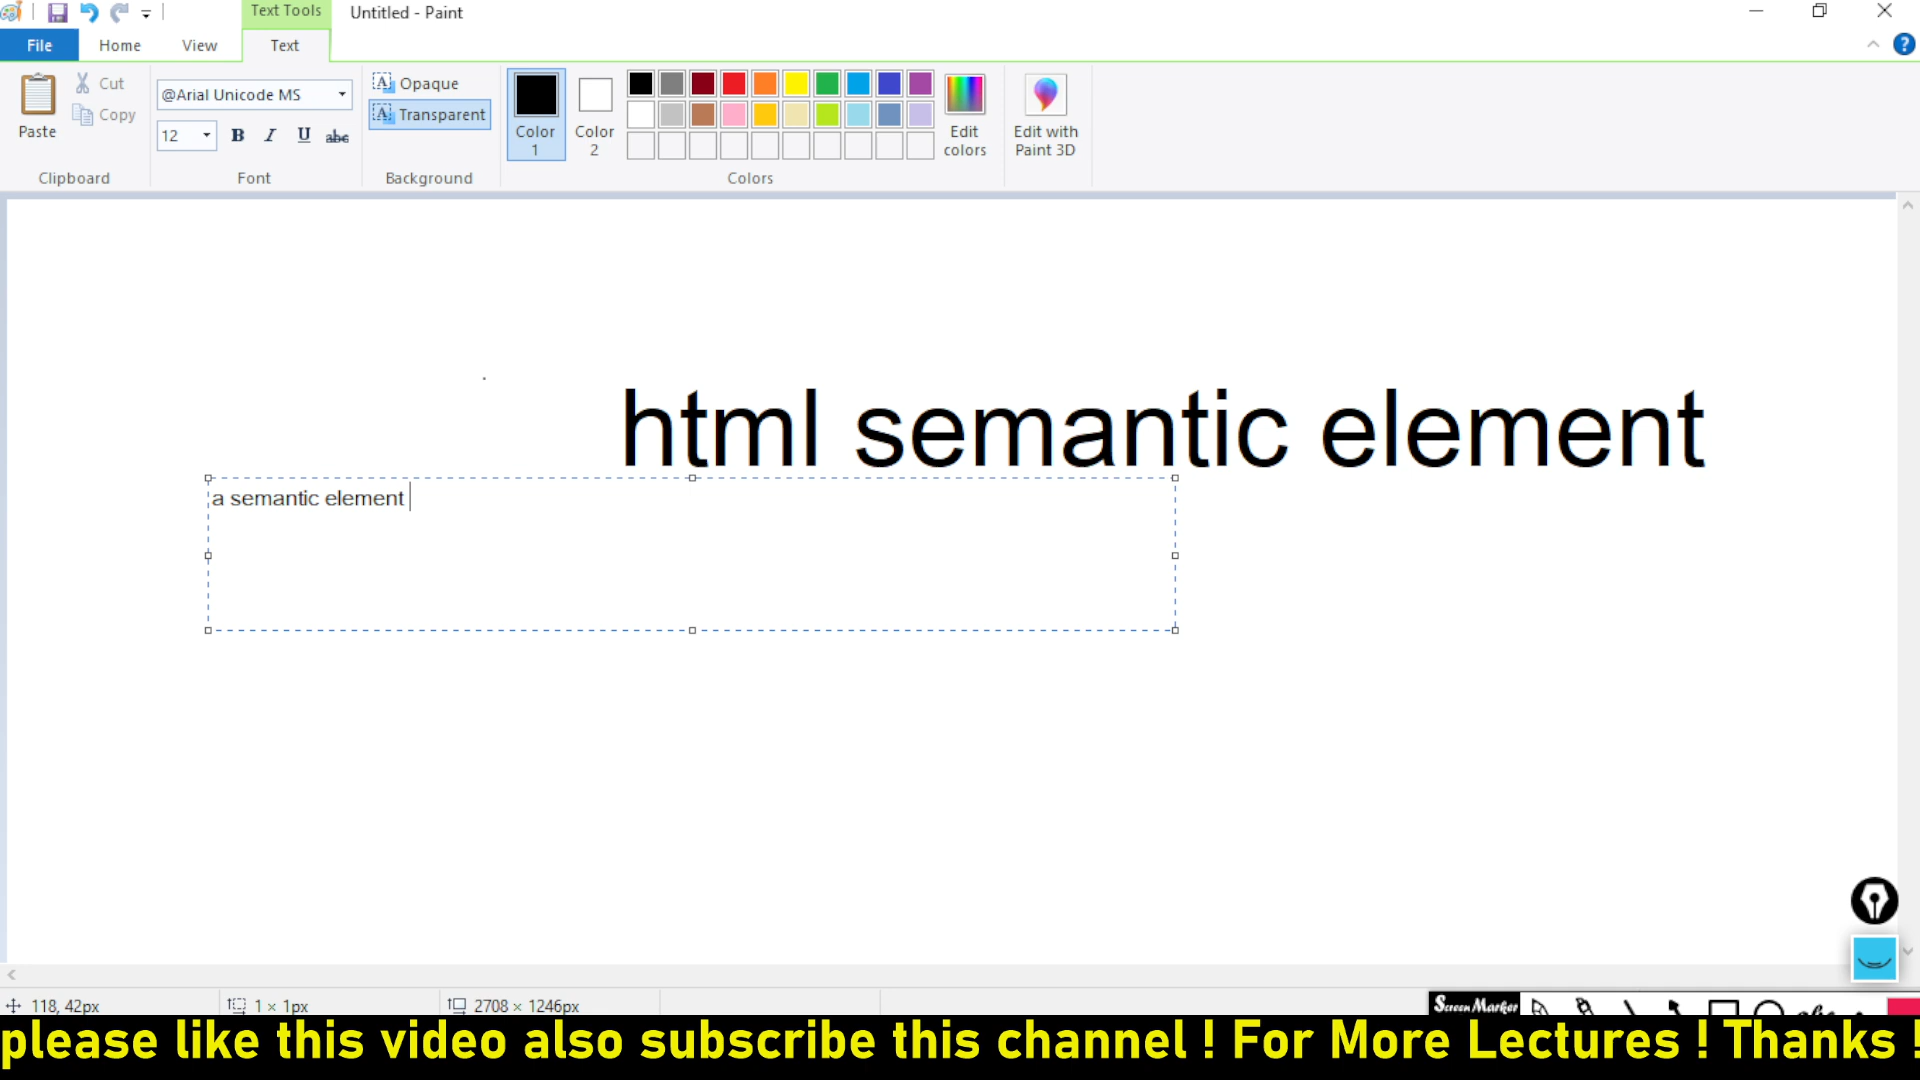 Text Tools
Untitled - Paint
File
Home
View
Text
Paste
Cut
Copy
Clipboard
@Arial Unicode MS
12
B I U abc
Font
A Opaque
A Transparent
Background
Color 1
Color 2
Colors
Edit colors
Edit with Paint 3D
?
html semantic element
a semantic element
118, 42px
1 × 1px
2708 × 1246px
Screen Marker
please like this video also subscribe this channel ! For More Lectures ! Thanks !